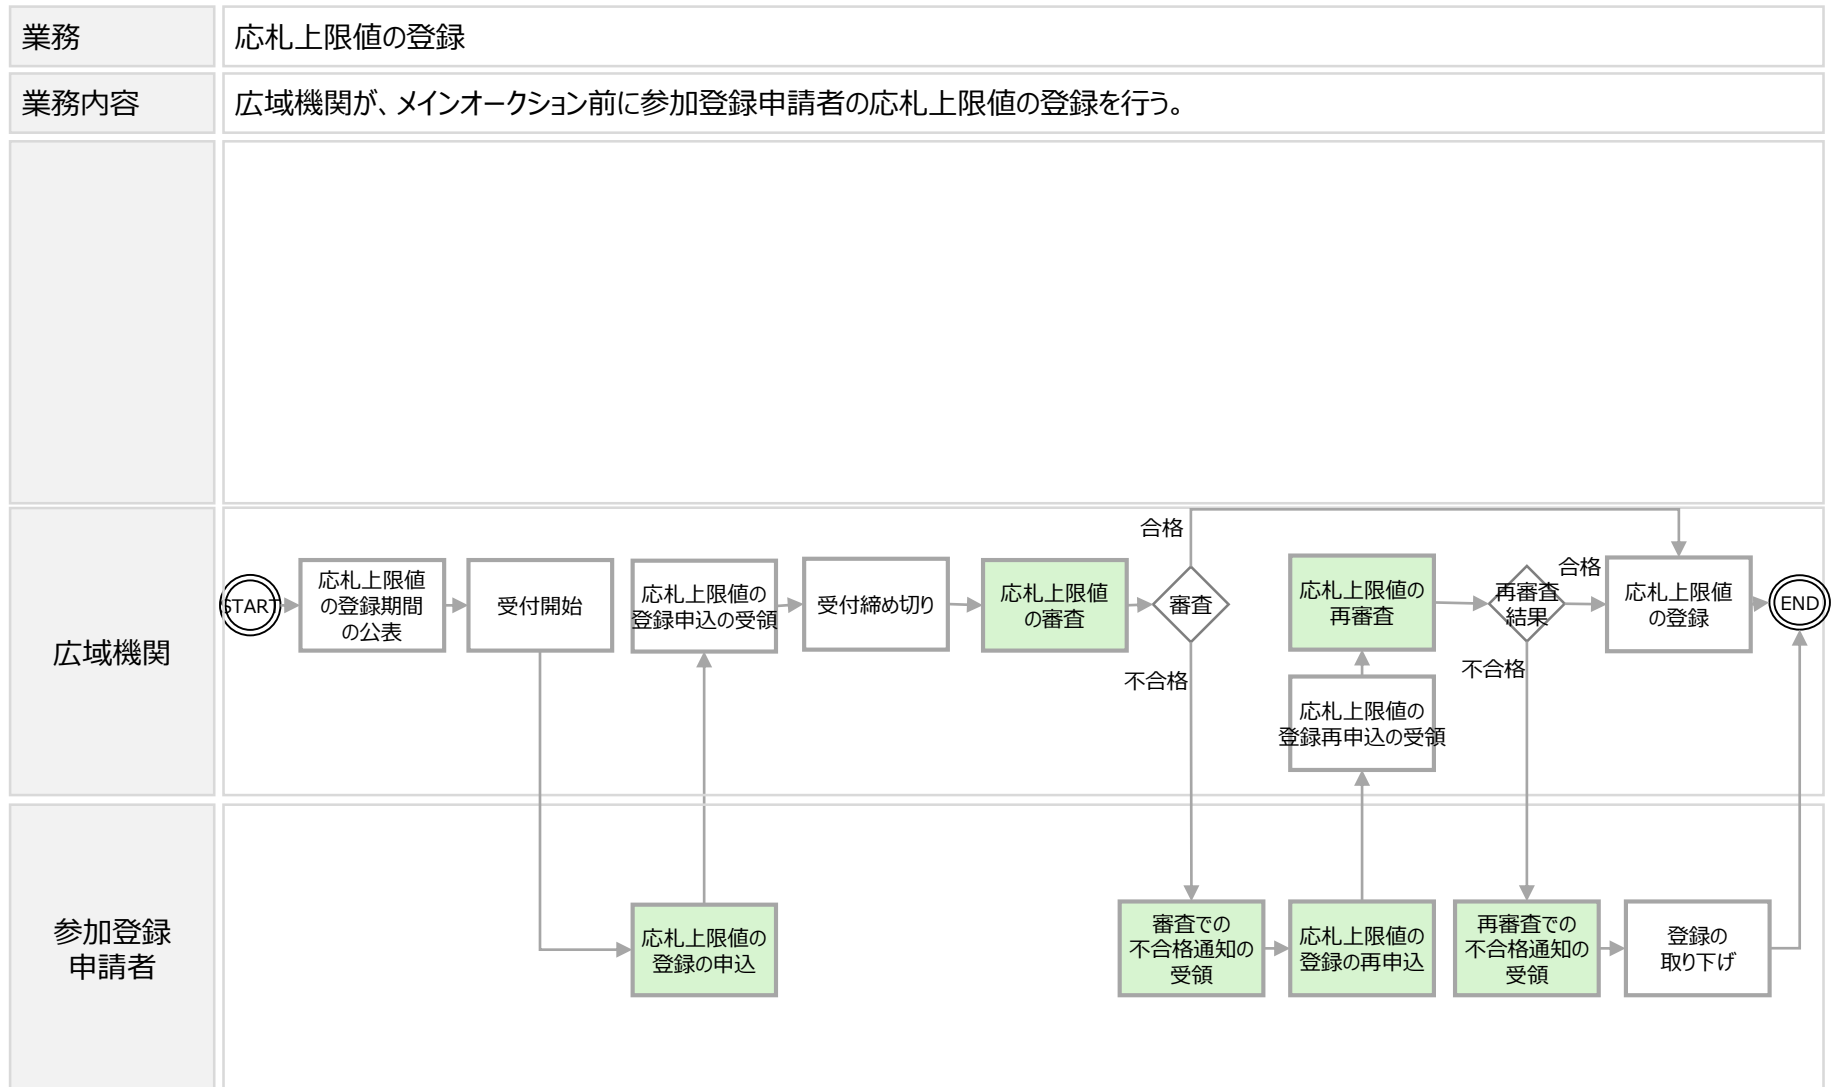 業務
応札上限値の登録
業務内容
広域機関が、メインオークション前に参加登録申請者の応札上限値の登録を行う。
広域機関
START
応札上限値
の登録期間
の公表
受付開始
応札上限値の
登録申込の受領
受付締め切り
応札上限値
の審査
合格
審査
不合格
応札上限値の
再審査
応札上限値の
登録再申込の受領
再審査
結果
合格
不合格
応札上限値
の登録
END
参加登録
申請者
応札上限値の
登録の申込
審査での
不合格通知の
受領
応札上限値の
登録の再申込
再審査での
不合格通知の
受領
登録の
取り下げ